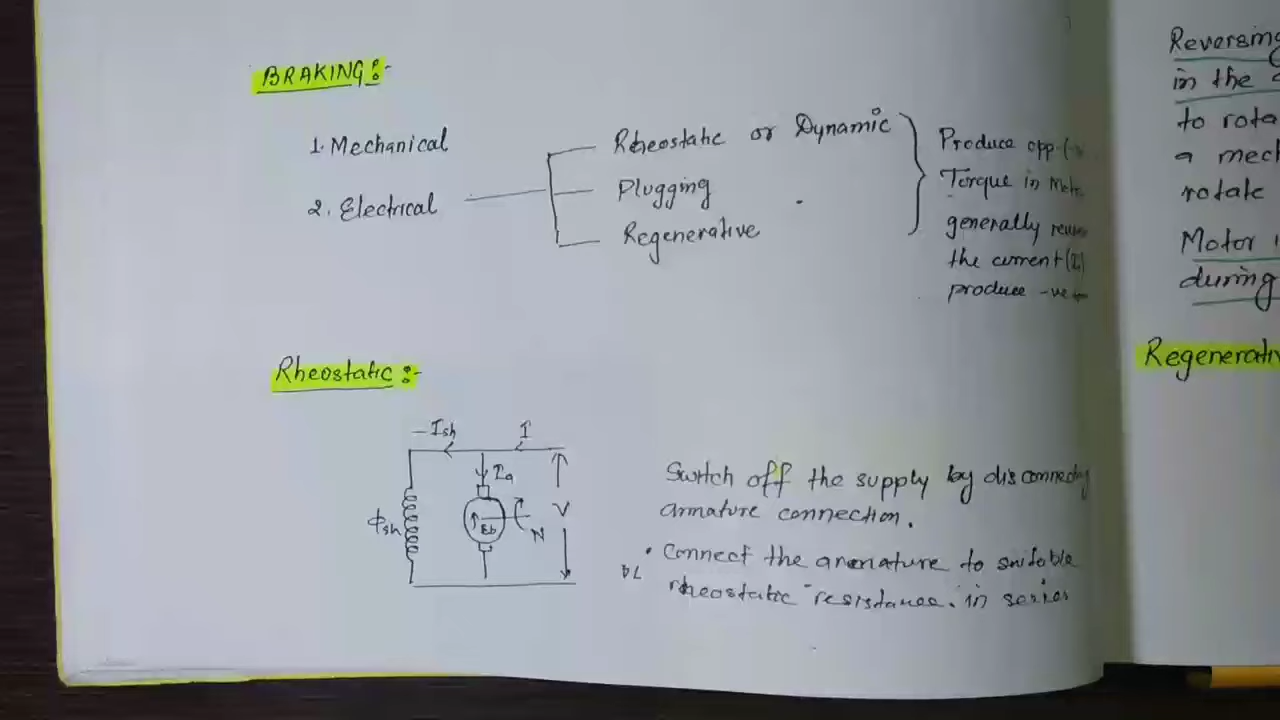 BRAKING :-
1. Mechanical
2. Electrical
Rheostatic or Dynamic
Plugging
Regenerative
Produce opp.
Torque in
generally
the current (I)
produce -ve
Rheostatic :-
-Ish
I
Ia
ϕsh
Eb
N
V
Switch off the supply by disconnecting
armature connection.
• Connect the armature to suitable
rheostatic resistance. in series
Reversing
in the
to rota
a mech
rotate
Motor
during
Regenerativ